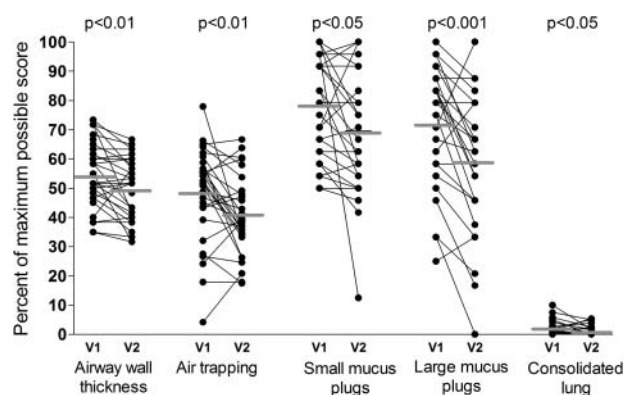 p<0.01 p<0.01 p<0.05 p<0.001 p<0.05
Percent of maximum possible score
100
90
80
70
60
50
40
30
20
10
0
V1 V2 V1 V2 V1 V2 V1 V2 V1 V2
Airway wall
thickness
Air trapping
Small mucus
plugs
Large mucus
plugs
Consolidated
lung